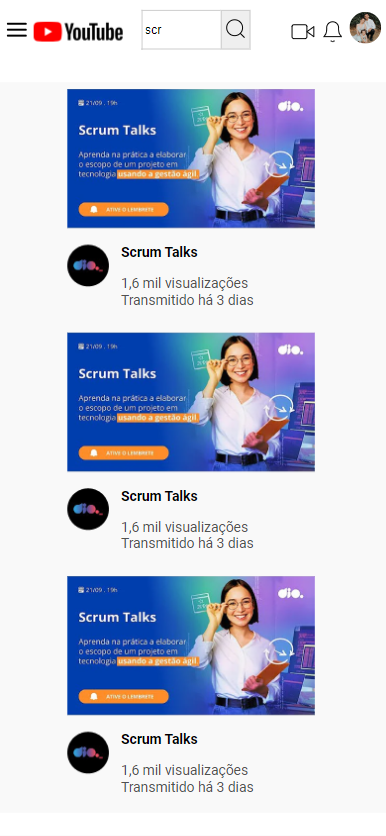 YouTube
scr
21/09 . 19h
dio.
Scrum Talks
Aprenda na prática a elaborar
o escopo de um projeto em
tecnologia usando a gestão ágil
ATIVE O LEMBRETE
dio.
Scrum Talks
1,6 mil visualizações
Transmitido há 3 dias
21/09 . 19h
dio.
Scrum Talks
Aprenda na prática a elaborar
o escopo de um projeto em
tecnologia usando a gestão ágil
ATIVE O LEMBRETE
dio.
Scrum Talks
1,6 mil visualizações
Transmitido há 3 dias
21/09 . 19h
dio.
Scrum Talks
Aprenda na prática a elaborar
o escopo de um projeto em
tecnologia usando a gestão ágil
ATIVE O LEMBRETE
dio.
Scrum Talks
1,6 mil visualizações
Transmitido há 3 dias